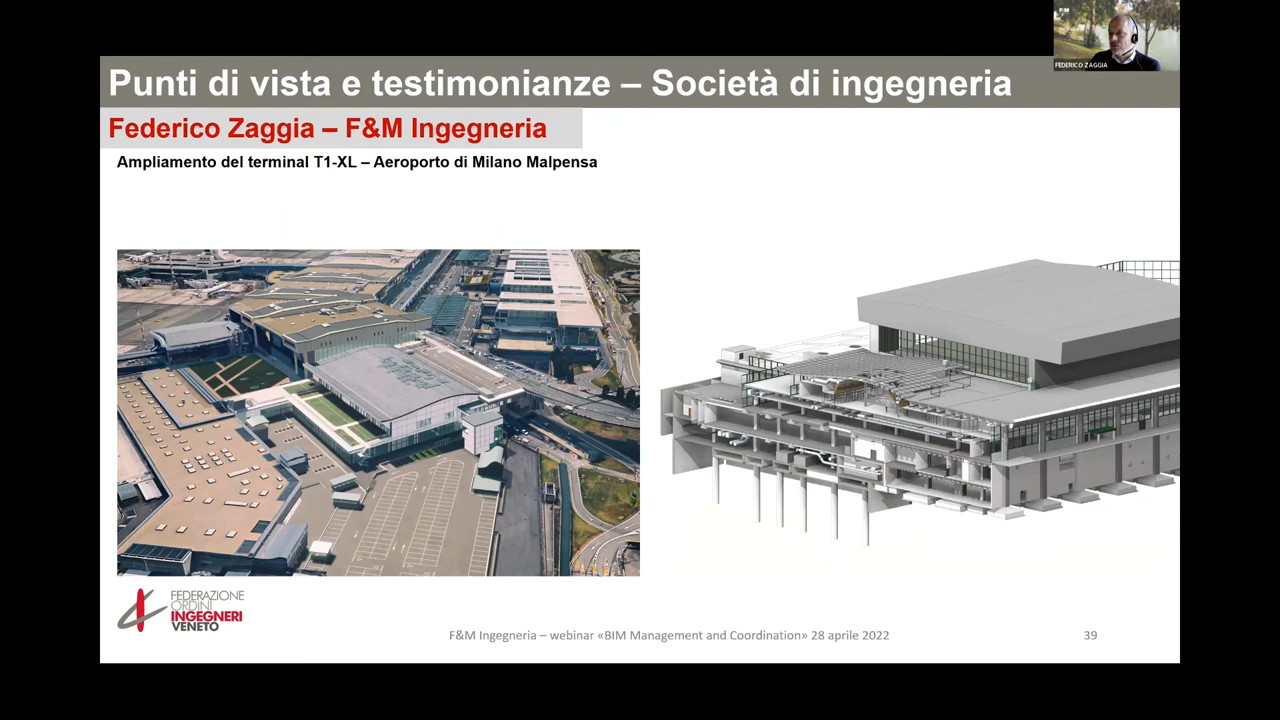 F&M
FEDERICO ZAGGIA
Punti di vista e testimonianze – Società di ingegneria
Federico Zaggia – F&M Ingegneria
Ampliamento del terminal T1-XL – Aeroporto di Milano Malpensa
FEDERAZIONE
ORDINI
INGEGNERI
VENETO
F&M Ingegneria – webinar «BIM Management and Coordination» 28 aprile 2022
39